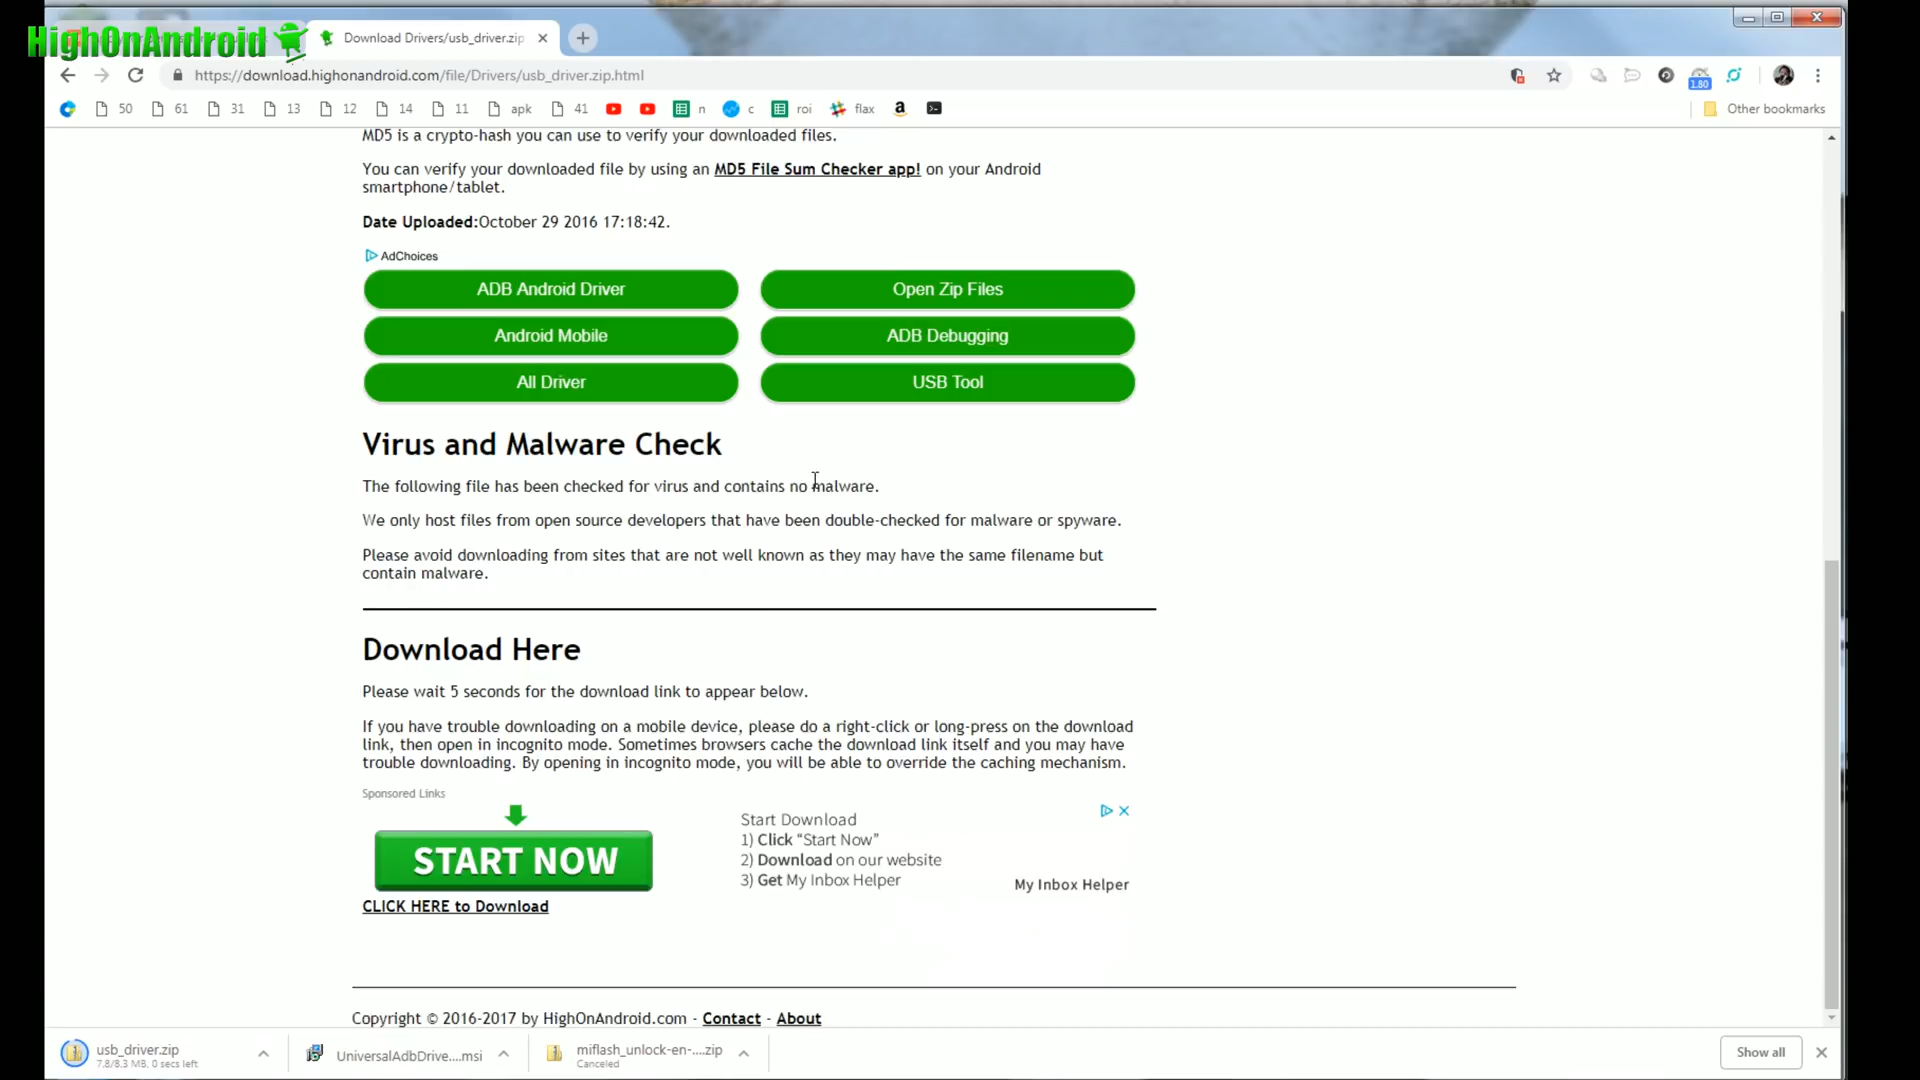 HighOnAndroid
Download Drivers/usb_driver.zip
https://download.highonandroid.com/file/Drivers/usb_driver.zip.html
1.80
50
61
31
13
12
14
11
apk
41
n
c
roi
flax
Other bookmarks
MD5 is a crypto-hash you can use to verify your downloaded files.
You can verify your downloaded file by using an MD5 File Sum Checker app! on your Android
smartphone/tablet.
Date Uploaded:October 29 2016 17:18:42.
AdChoices
ADB Android Driver
Open Zip Files
Android Mobile
ADB Debugging
All Driver
USB Tool
Virus and Malware Check
The following file has been checked for virus and contains no malware.
We only host files from open source developers that have been double-checked for malware or spyware.
Please avoid downloading from sites that are not well known as they may have the same filename but
contain malware.
Download Here
Please wait 5 seconds for the download link to appear below.
If you have trouble downloading on a mobile device, please do a right-click or long-press on the download
link, then open in incognito mode. Sometimes browsers cache the download link itself and you may have
trouble downloading. By opening in incognito mode, you will be able to override the caching mechanism.
Sponsored Links
START NOW
Start Download
1) Click “Start Now”
2) Download on our website
3) Get My Inbox Helper
My Inbox Helper
CLICK HERE to Download
Copyright © 2016-2017 by HighOnAndroid.com - Contact - About
usb_driver.zip
7.8/8.3 MB, 0 secs left
UniversalAdbDrive....msi
miflash_unlock-en-....zip
Canceled
Show all